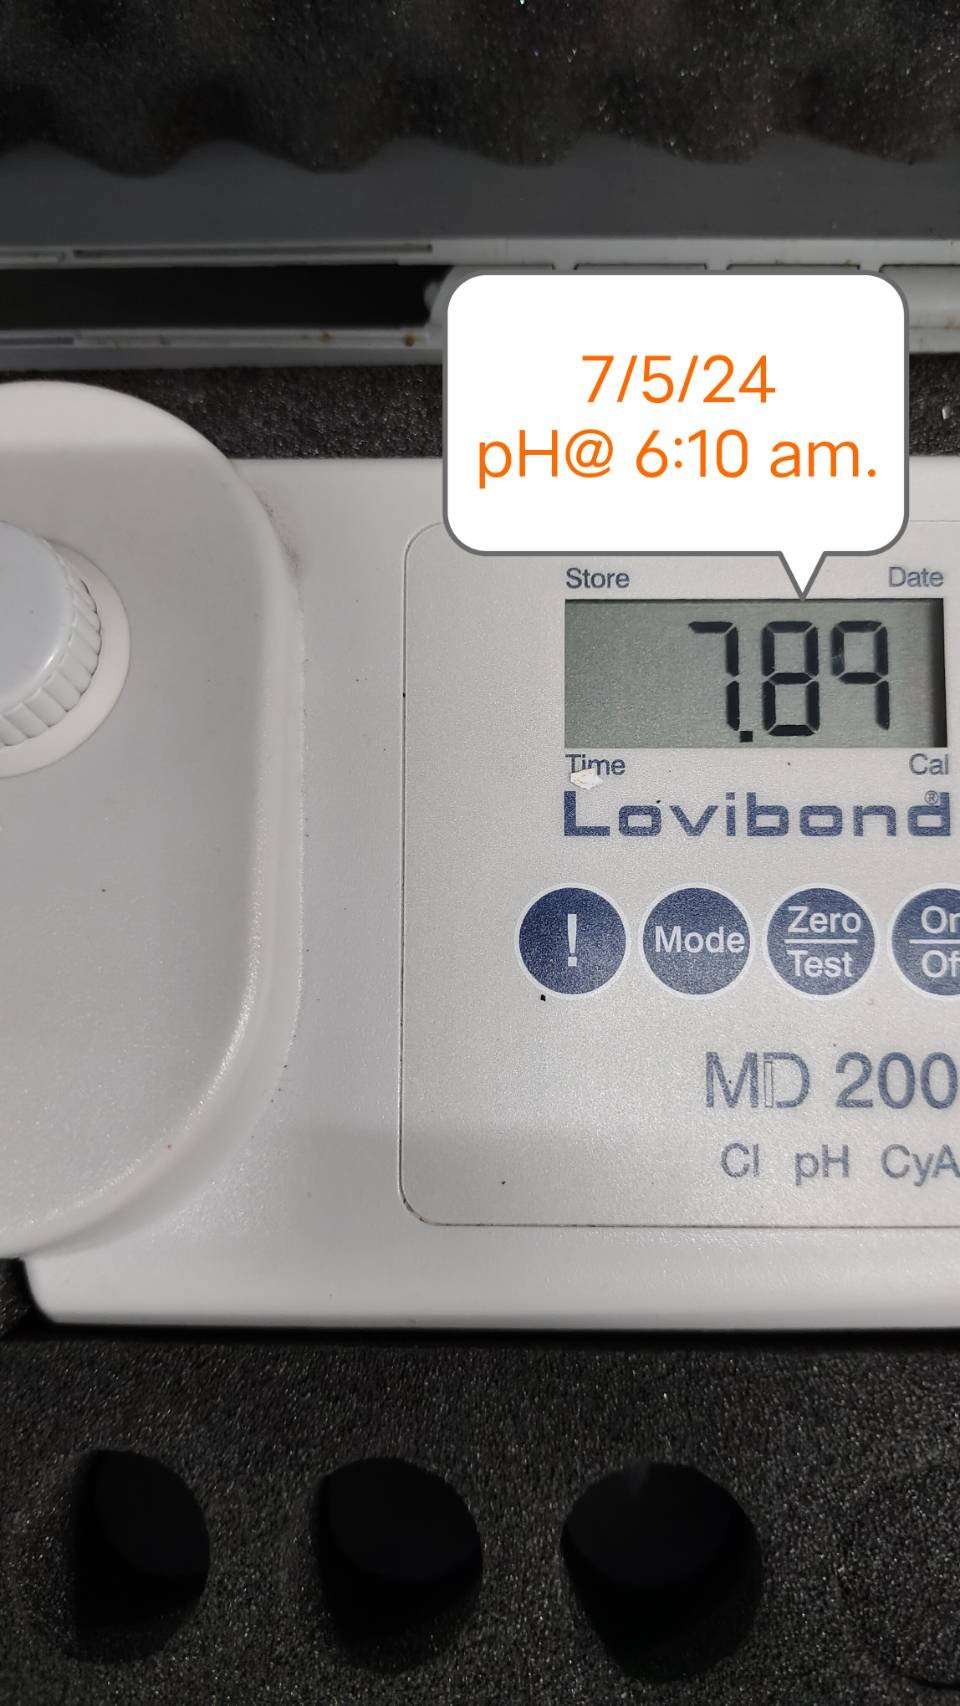 7/5/24
pH@ 6:10 am.
Store Date
7.89
Time Cal
Lovibond®
! Mode Zero Test
MD 200
Cl pH CyA